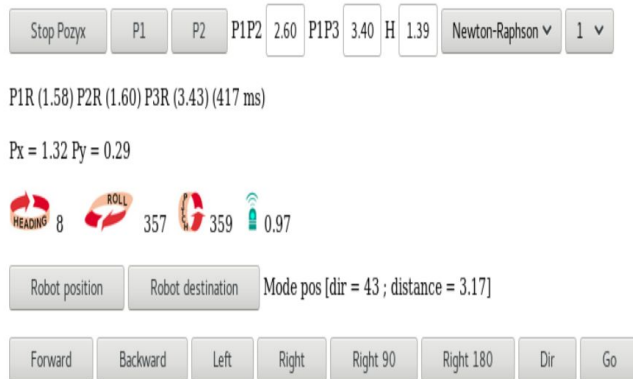 Stop Pozyx P1 P2 P1P2 2.60 P1P3 3.40 H 1.39 Newton-Raphson 1
P1R (1.58) P2R (1.60) P3R (3.43) (417 ms)
Px = 1.32 Py = 0.29
HEADING 8 ROLL 357 PITCH 359 0.97
Robot position Robot destination Mode pos [dir = 43 ; distance = 3.17]
Forward Backward Left Right Right 90 Right 180 Dir Go